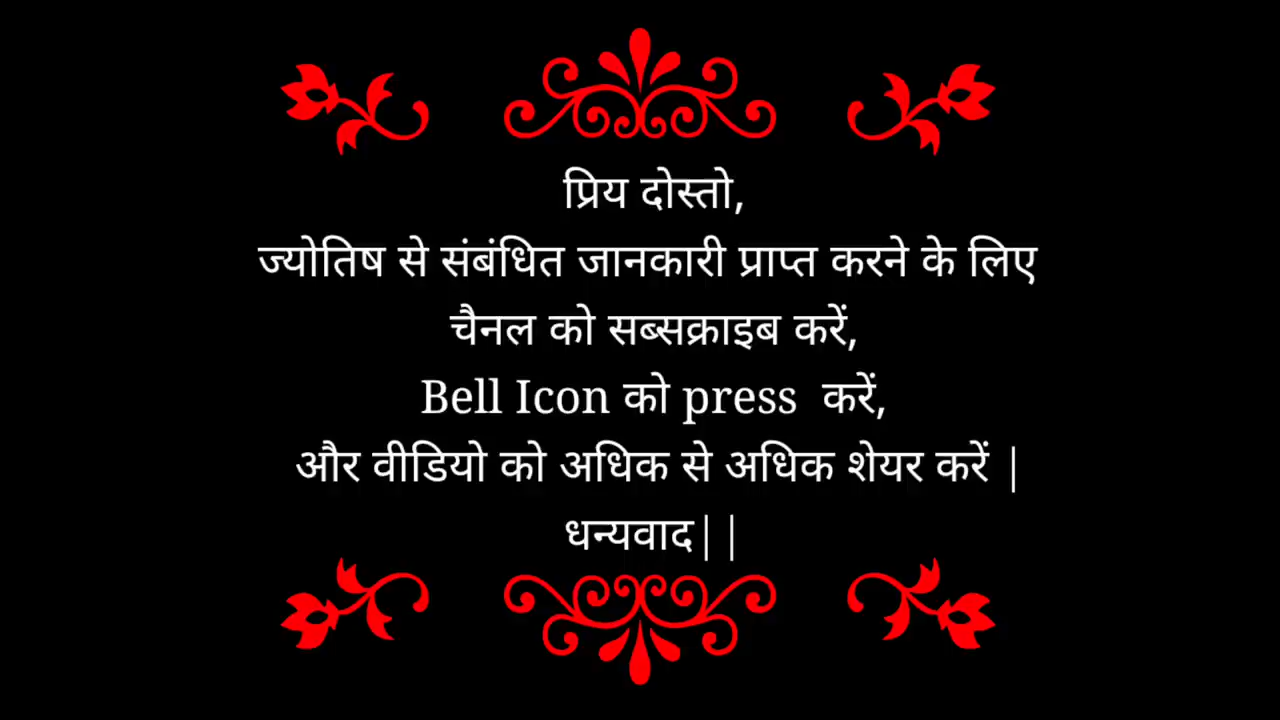 प्रिय दोस्तो,
ज्योतिष से संबंधित जानकारी प्राप्त करने के लिए
चैनल को सब्सक्राइब करें,
Bell Icon को press करें,
और वीडियो को अधिक से अधिक शेयर करें |
धन्यवाद||